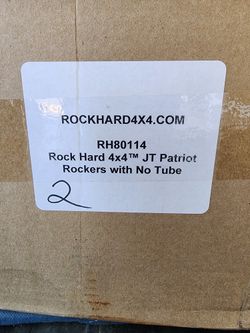 ROCKHARD4X4.COM
RH80114
Rock Hard 4x4™ JT Patriot
Rockers with No Tube
2